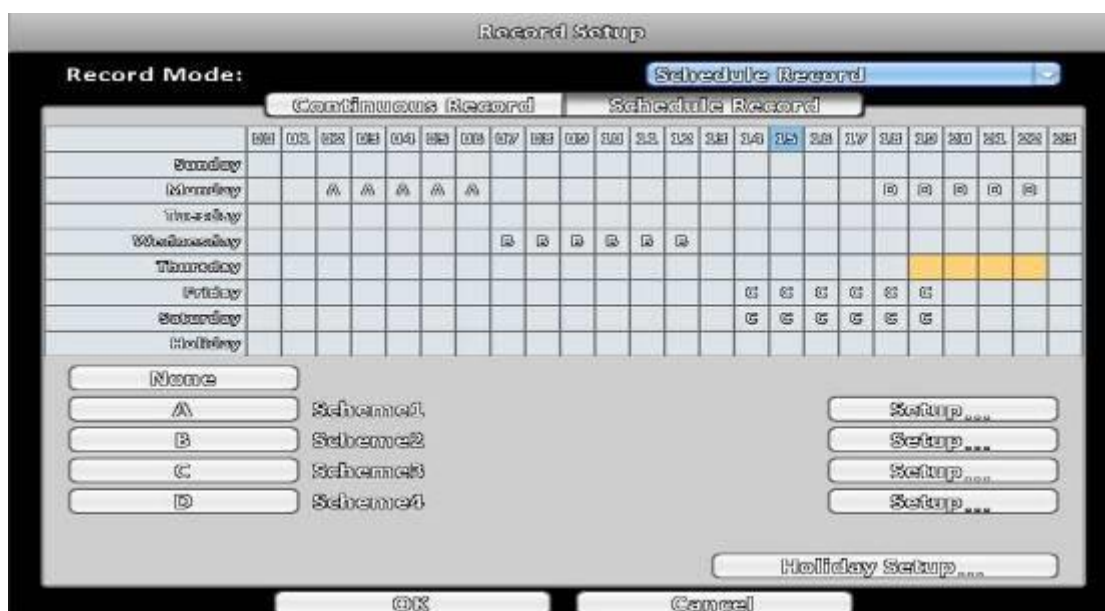 Record Setup
Record Mode: Schedule Record
Continuous Record Schedule Record
00 01 02 03 04 05 06 07 08 09 10 11 12 13 14 15 16 17 18 19 20 21 22 23
Sunday
Monday A A A A A D D D D D
Tuesday
Wednesday B B B B B B
Thursday
Friday C C C C C C
Saturday C C C C C C
Holiday
None
A Scheme1 Setup...
B Scheme2 Setup...
C Scheme3 Setup...
D Scheme4 Setup...
Holiday Setup...
OK Cancel